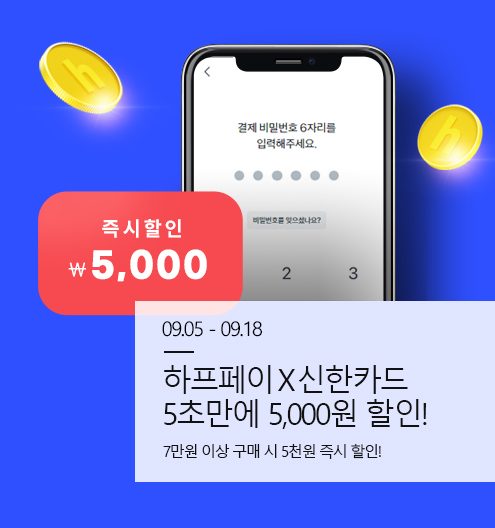 h
h
결제 비밀번호 6자리를
입력해주세요.
비밀번호를 잊으셨나요?
즉시할인
₩5,000
2 3
09.05 - 09.18
하프페이X신한카드
5초만에 5,000원 할인!
7만원 이상 구매 시 5천원 즉시 할인!